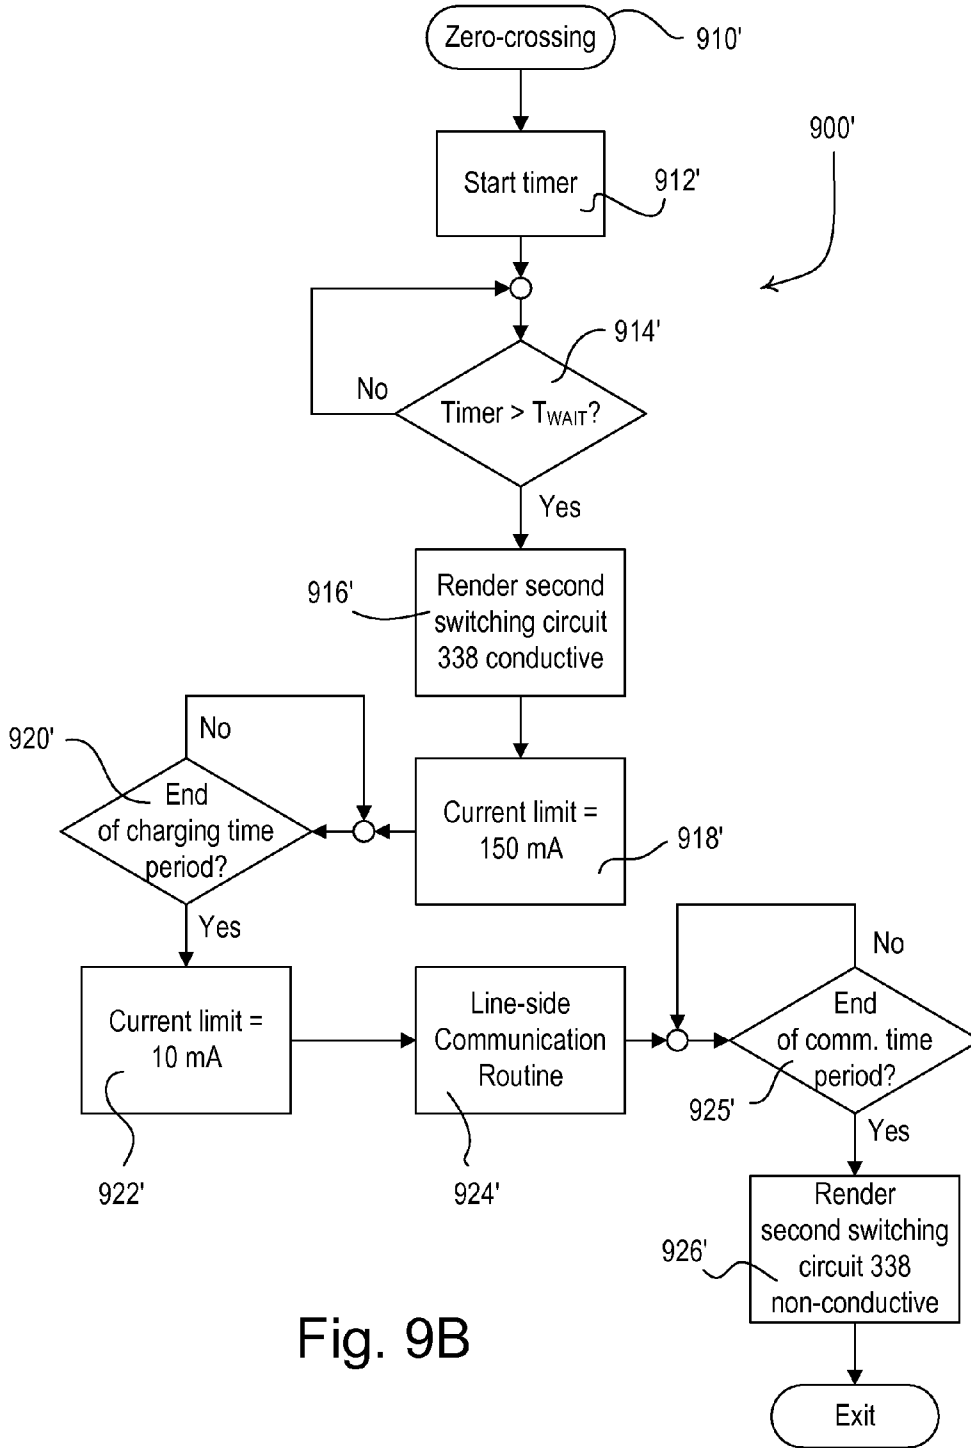 Zero-crossing
910'
900'
Start timer
912'
914'
No
Timer > TWAIT?
Yes
916'
Render second
switching circuit
338 conductive
920'
No
End
of charging time
period?
Current limit =
150 mA
918'
Yes
No
Current limit =
10 mA
Line-side
Communication
Routine
End
of comm. time
period?
925'
Yes
922'
924'
Render
second switching
circuit 338
non-conductive
926'
Fig. 9B
Exit